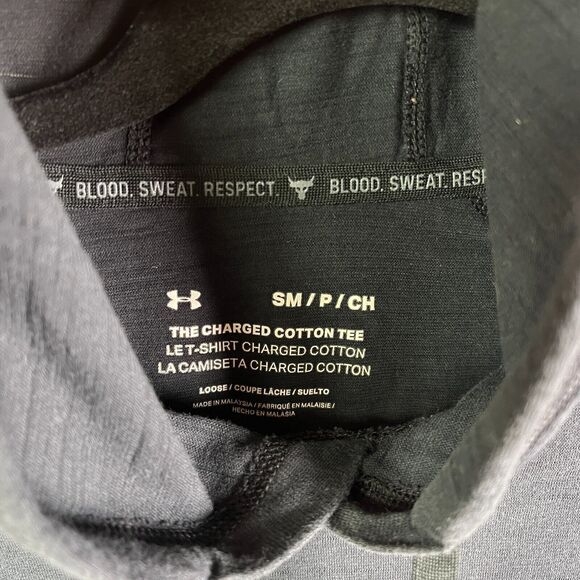 BLOOD. SWEAT. RESPECT. BLOOD. SWEAT. RESP
SM / P / CH
THE CHARGED COTTON TEE
LE T-SHIRT CHARGED COTTON
LA CAMISETA CHARGED COTTON
LOOSE / COUPE LÂCHE / SUELTO
MADE IN MALAYSIA / FABRIQUÉ EN MALAISIE /
HECHO EN MALASIA